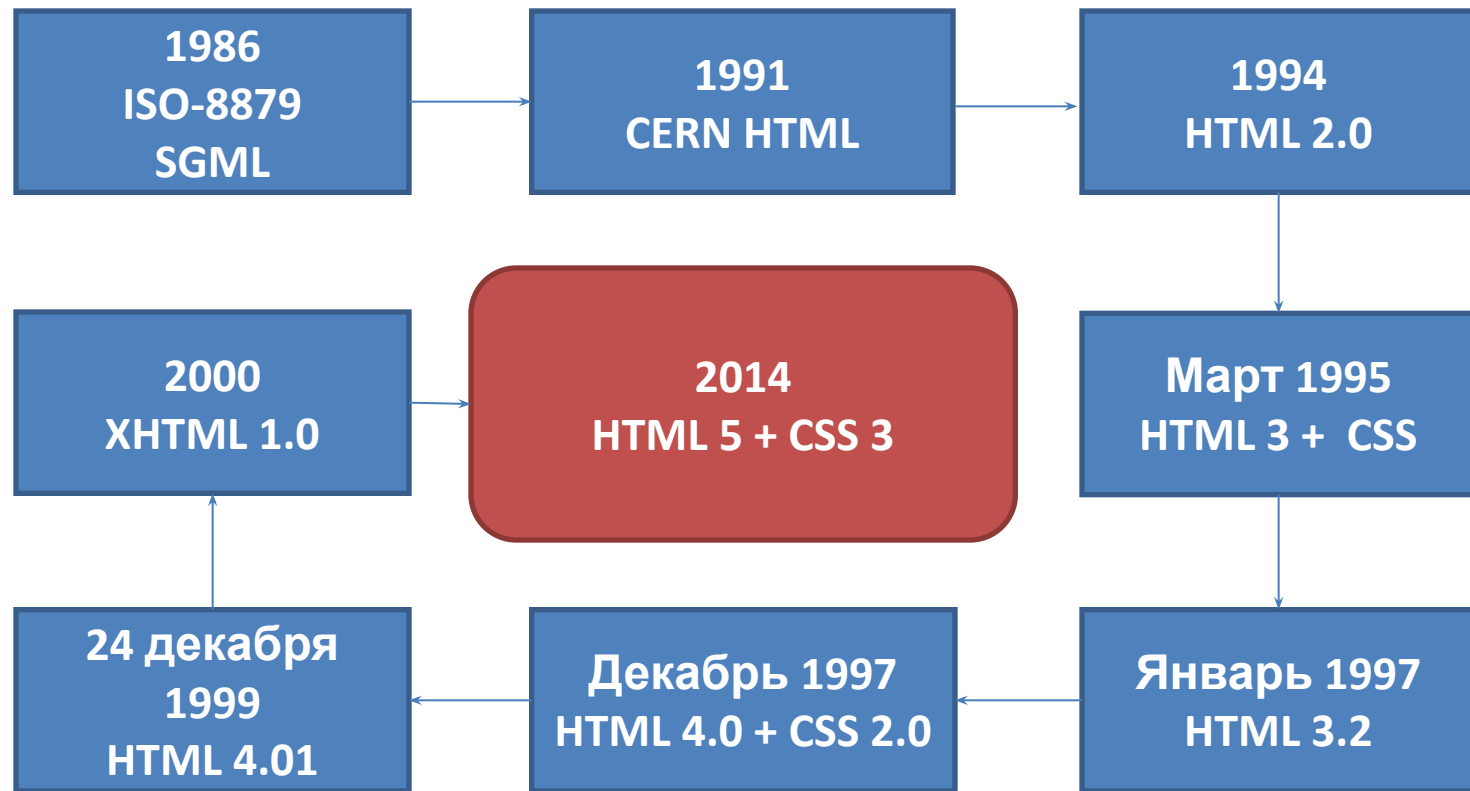 1986
ISO-8879
SGML
1991
CERN HTML
1994
HTML 2.0
Март 1995
HTML 3 + CSS
Январь 1997
HTML 3.2
Декабрь 1997
HTML 4.0 + CSS 2.0
24 декабря
1999
HTML 4.01
2000
XHTML 1.0
2014
HTML 5 + CSS 3